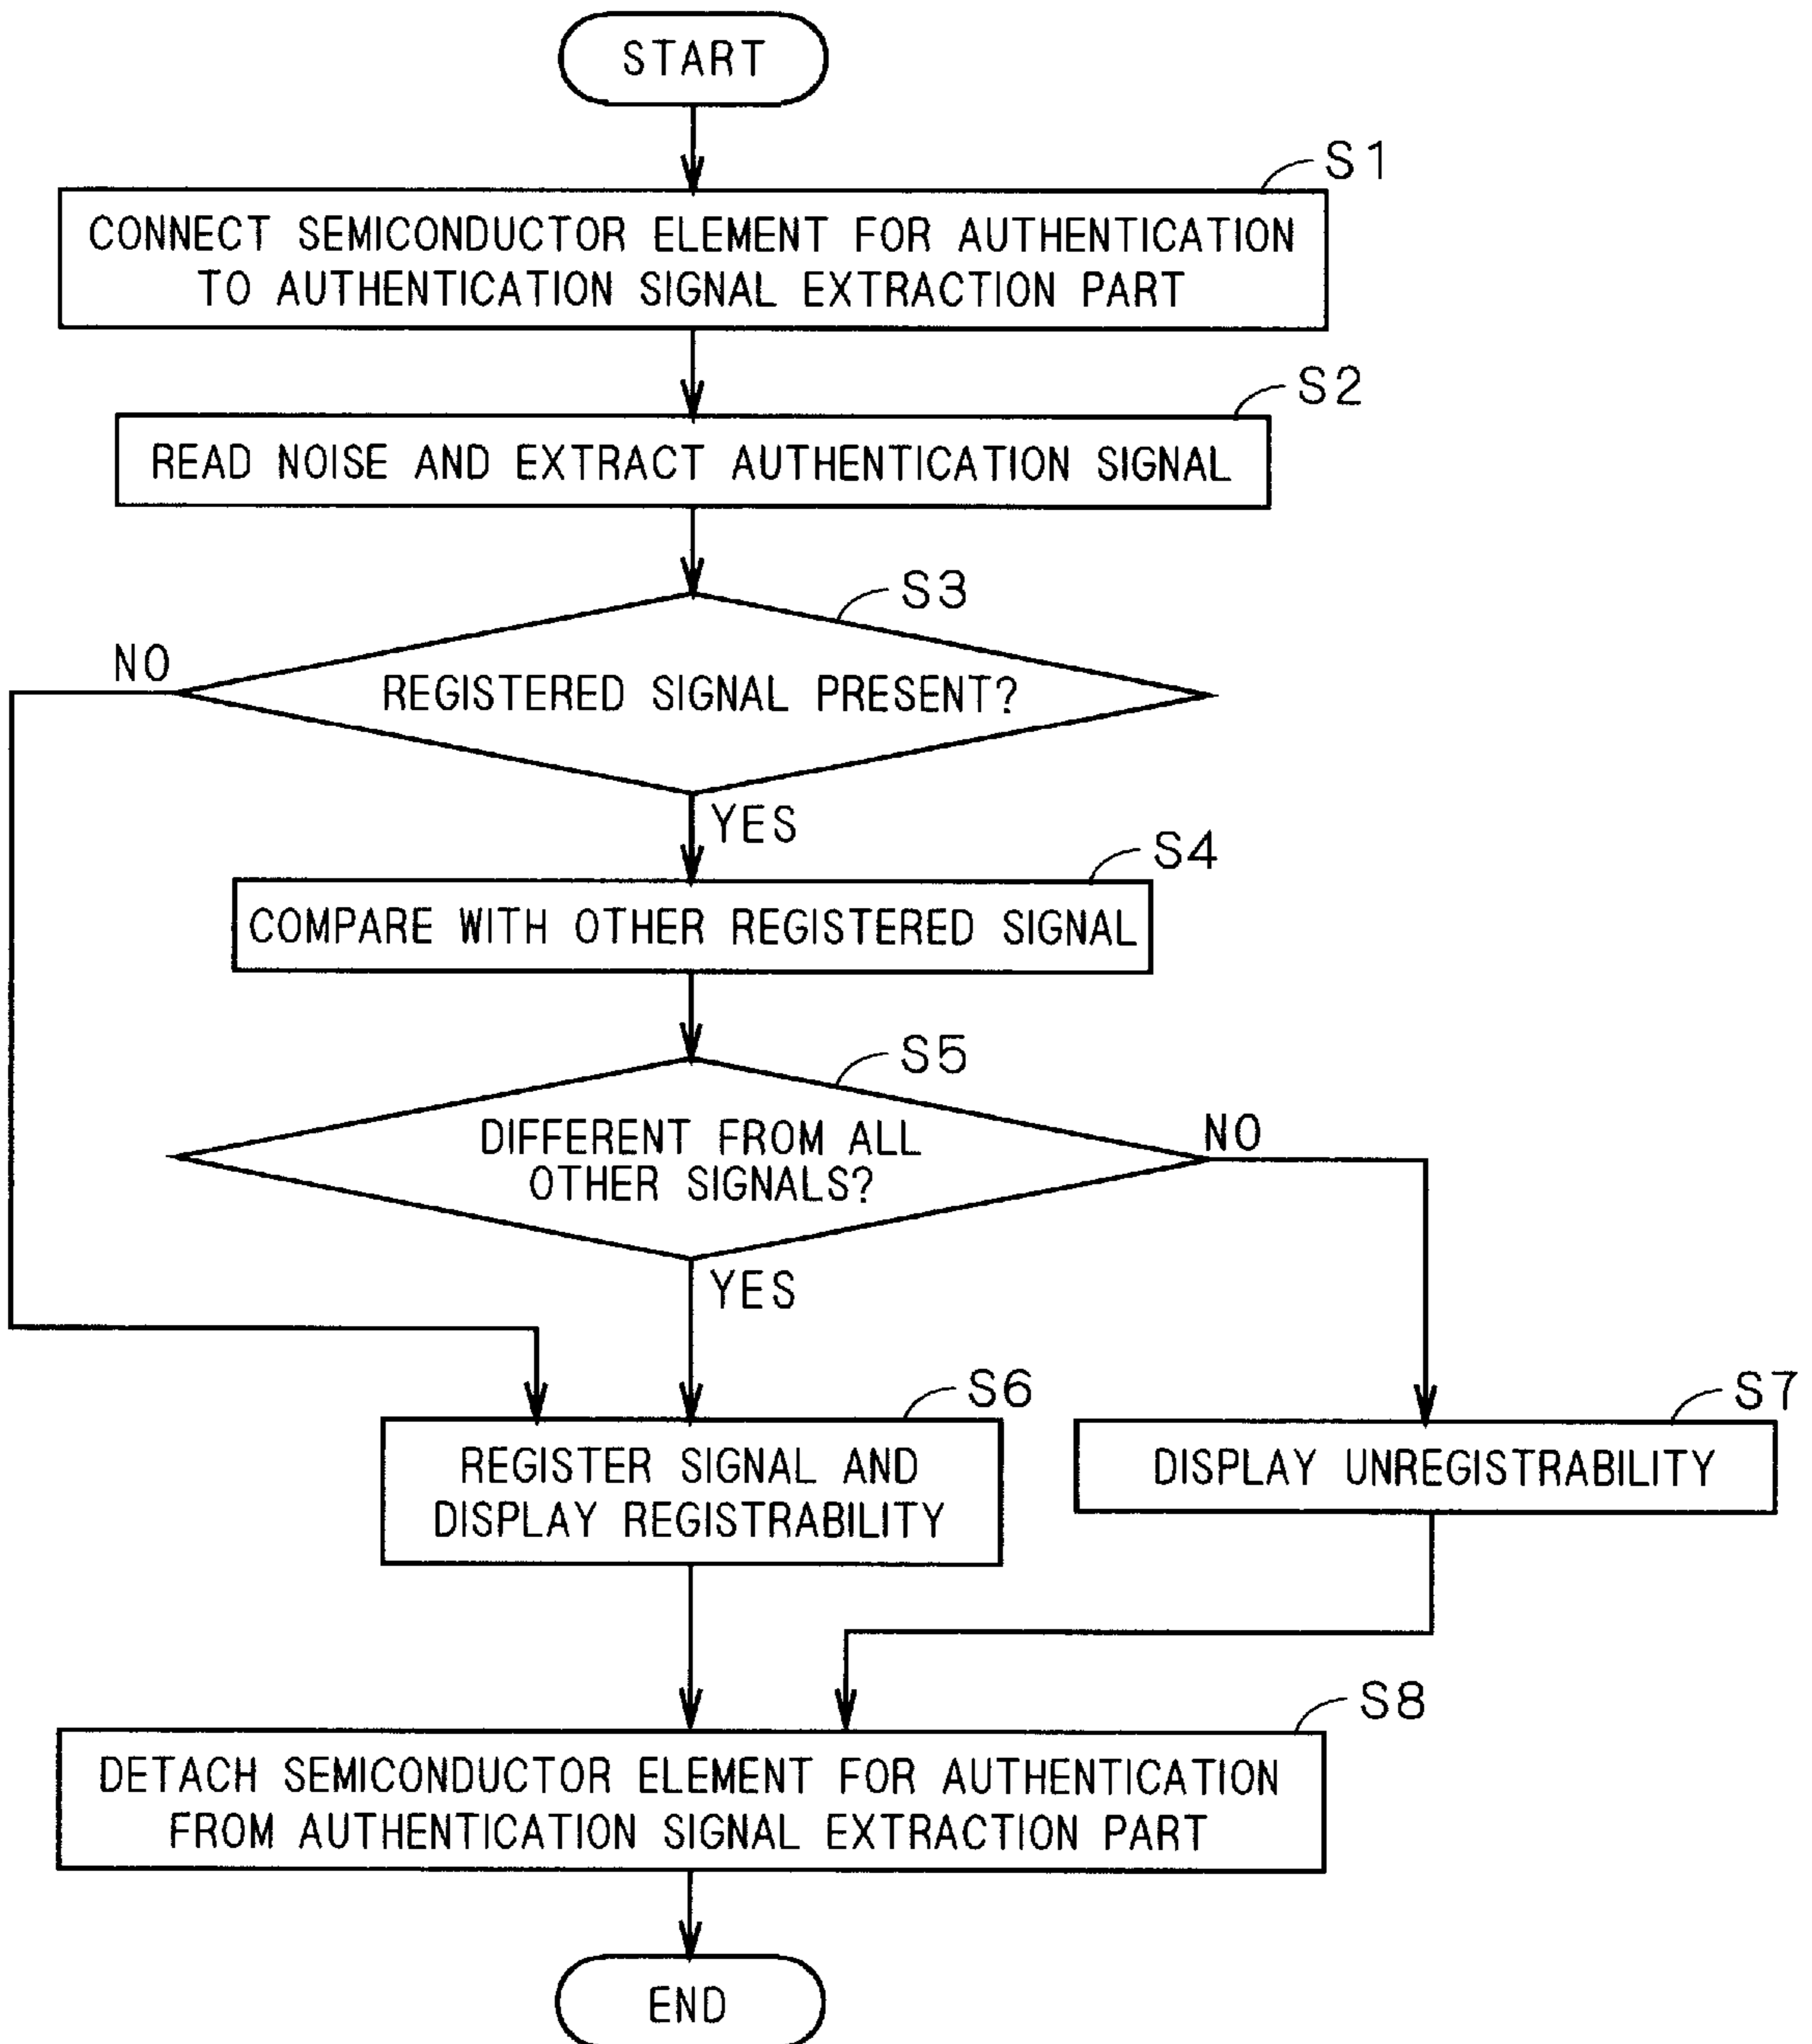 START
S1
CONNECT SEMICONDUCTOR ELEMENT FOR AUTHENTICATION
TO AUTHENTICATION SIGNAL EXTRACTION PART
S2
READ NOISE AND EXTRACT AUTHENTICATION SIGNAL
S3
NO
REGISTERED SIGNAL PRESENT?
YES
S4
COMPARE WITH OTHER REGISTERED SIGNAL
S5
DIFFERENT FROM ALL
OTHER SIGNALS?
NO
YES
S6
REGISTER SIGNAL AND
DISPLAY REGISTRABILITY
S7
DISPLAY UNREGISTRABILITY
S8
DETACH SEMICONDUCTOR ELEMENT FOR AUTHENTICATION
FROM AUTHENTICATION SIGNAL EXTRACTION PART
END